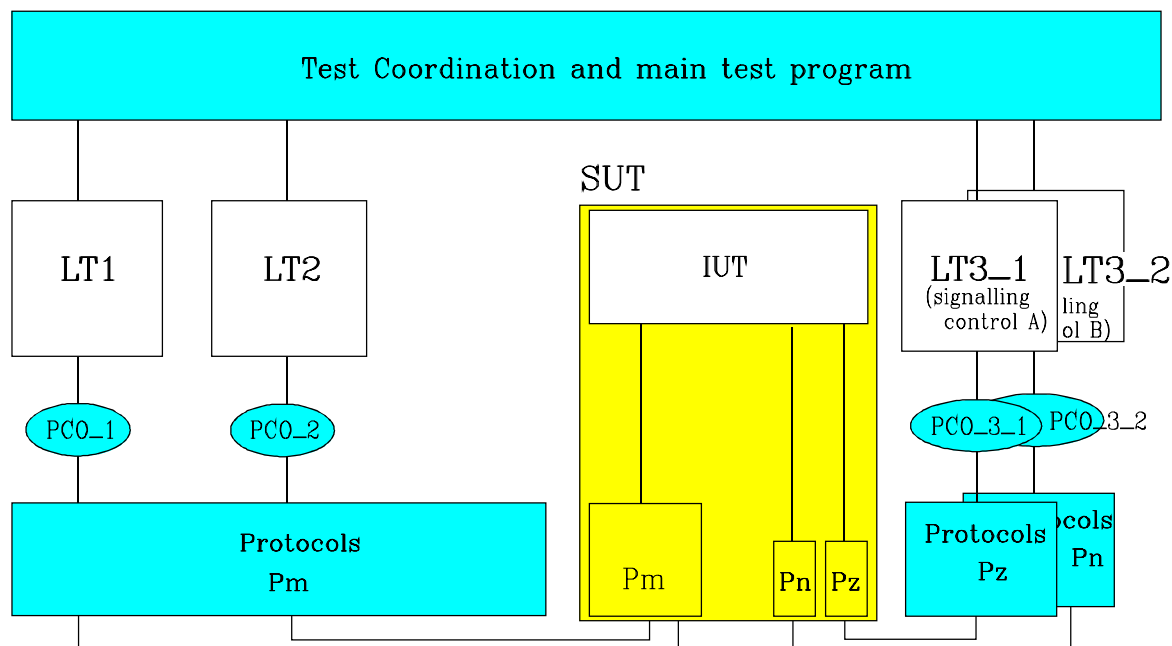 Test Coordination and main test program
SUT
LT1
LT2
IUT
LT3_1
(signalling
control A)
LT3_2
ling
ol B)
PCO_1
PCO_2
PCO_3_1
PCO_3_2
Protocols
Pm
Pm
Pn
Pz
Protocols
Pz
ocols
Pn